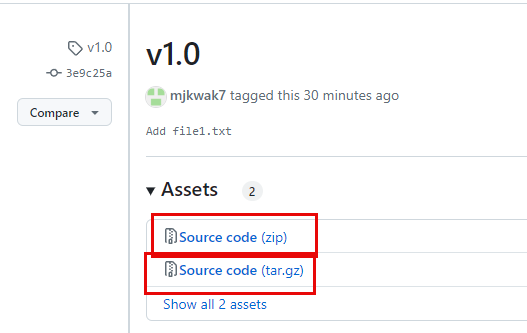 v1.0
3e9c25a
Compare
v1.0
mjkwak7 tagged this 30 minutes ago
Add file1.txt
Assets 2
Source code (zip)
Source code (tar.gz)
Show all 2 assets